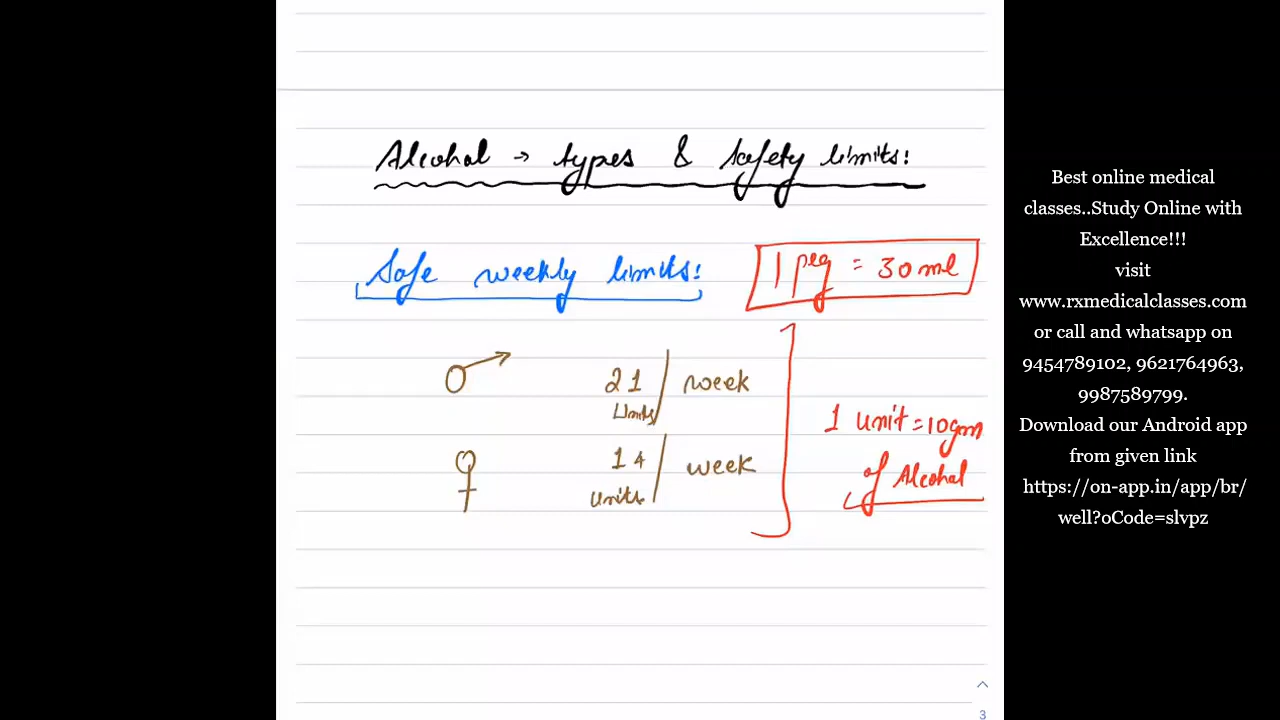 Alcohol → types & Safety limits:
Safe weekly limits:
1 peg = 30 ml
♂ 21 units / week
♀ 14 units / week
1 unit = 10gm
of Alcohol
3
Best online medical
classes..Study Online with
Excellence!!!
visit
www.rxmedicalclasses.com
or call and whatsapp on
9454789102, 9621764963,
9987589799.
Download our Android app
from given link
https://on-app.in/app/br/
well?oCode=slvpz